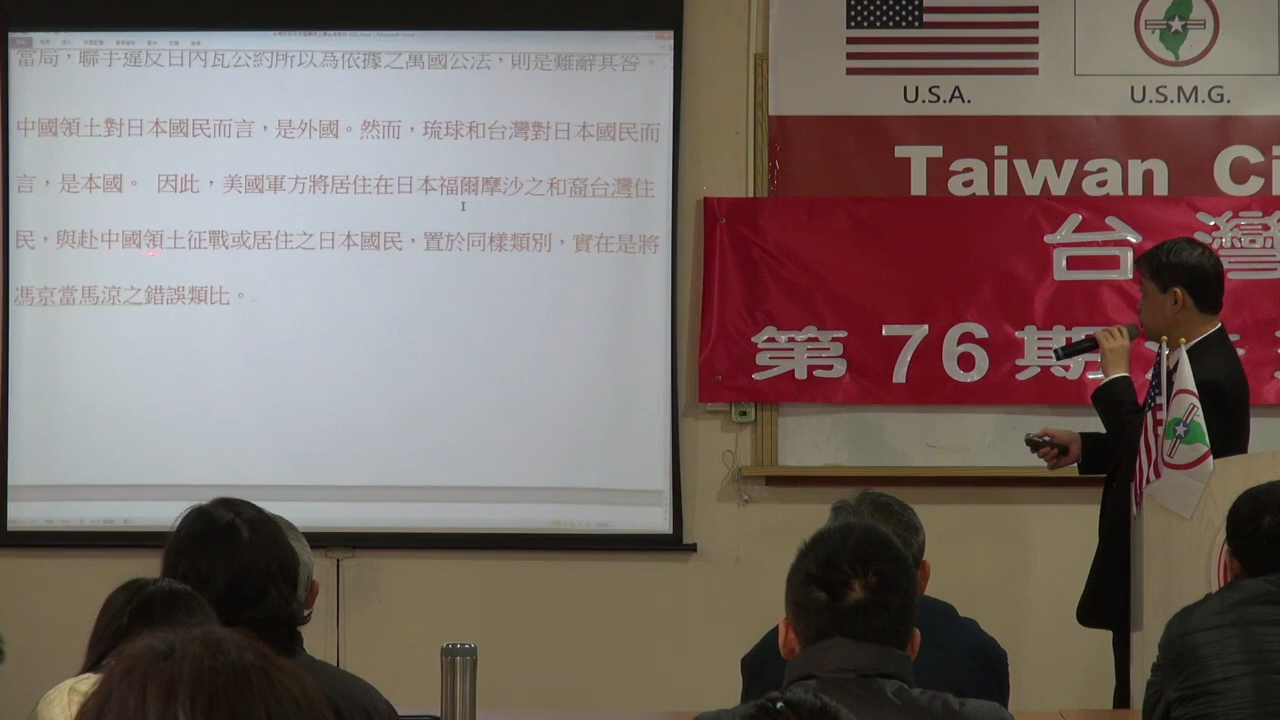 當局，聯手違反日內瓦公約所以為依據之萬國公法，則是難辭其咎。
中國領土對日本國民而言，是外國。然而，琉球和台灣對日本國民而
言，是本國。 因此，美國軍方將居住在日本福爾摩沙之和裔台灣住
民，與赴中國領土征戰或居住之日本國民，置於同樣類別，實在是將
馮京當馬涼之錯誤類比。
U.S.A.
U.S.M.G.
Taiwan Ci
台灣
第76期